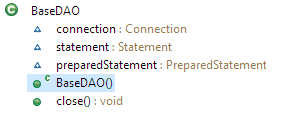 BaseDAO
connection : Connection
statement : Statement
preparedStatement : PreparedStatement
C BaseDAO()
close() : void